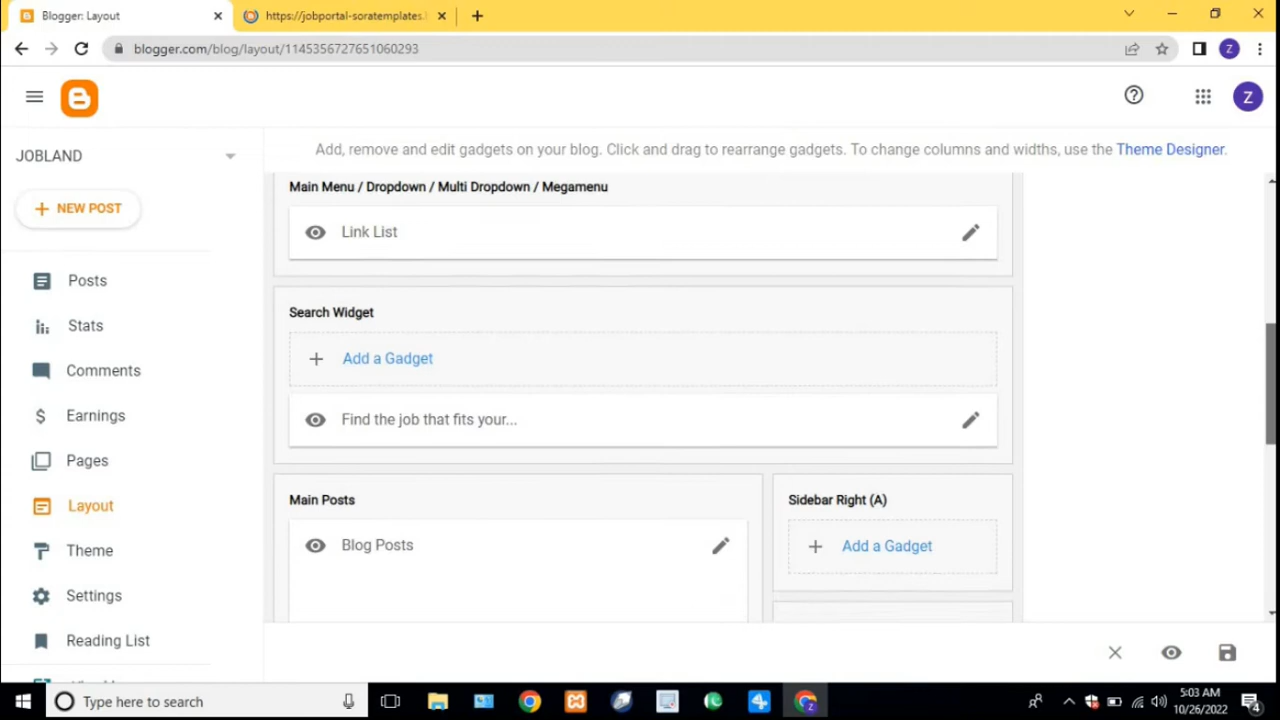 Blogger: Layout
https://jobportal-soratemplates.
blogger.com/blog/layout/1145356727651060293
Z
Z
JOBLAND
Add, remove and edit gadgets on your blog. Click and drag to rearrange gadgets. To change columns and widths, use the Theme Designer.
NEW POST
Posts
Stats
Comments
Earnings
Pages
Layout
Theme
Settings
Reading List
Main Menu / Dropdown / Multi Dropdown / Megamenu
Link List
Search Widget
Add a Gadget
Find the job that fits your...
Main Posts
Blog Posts
Sidebar Right (A)
Add a Gadget
Type here to search
5:03 AM
10/26/2022
4